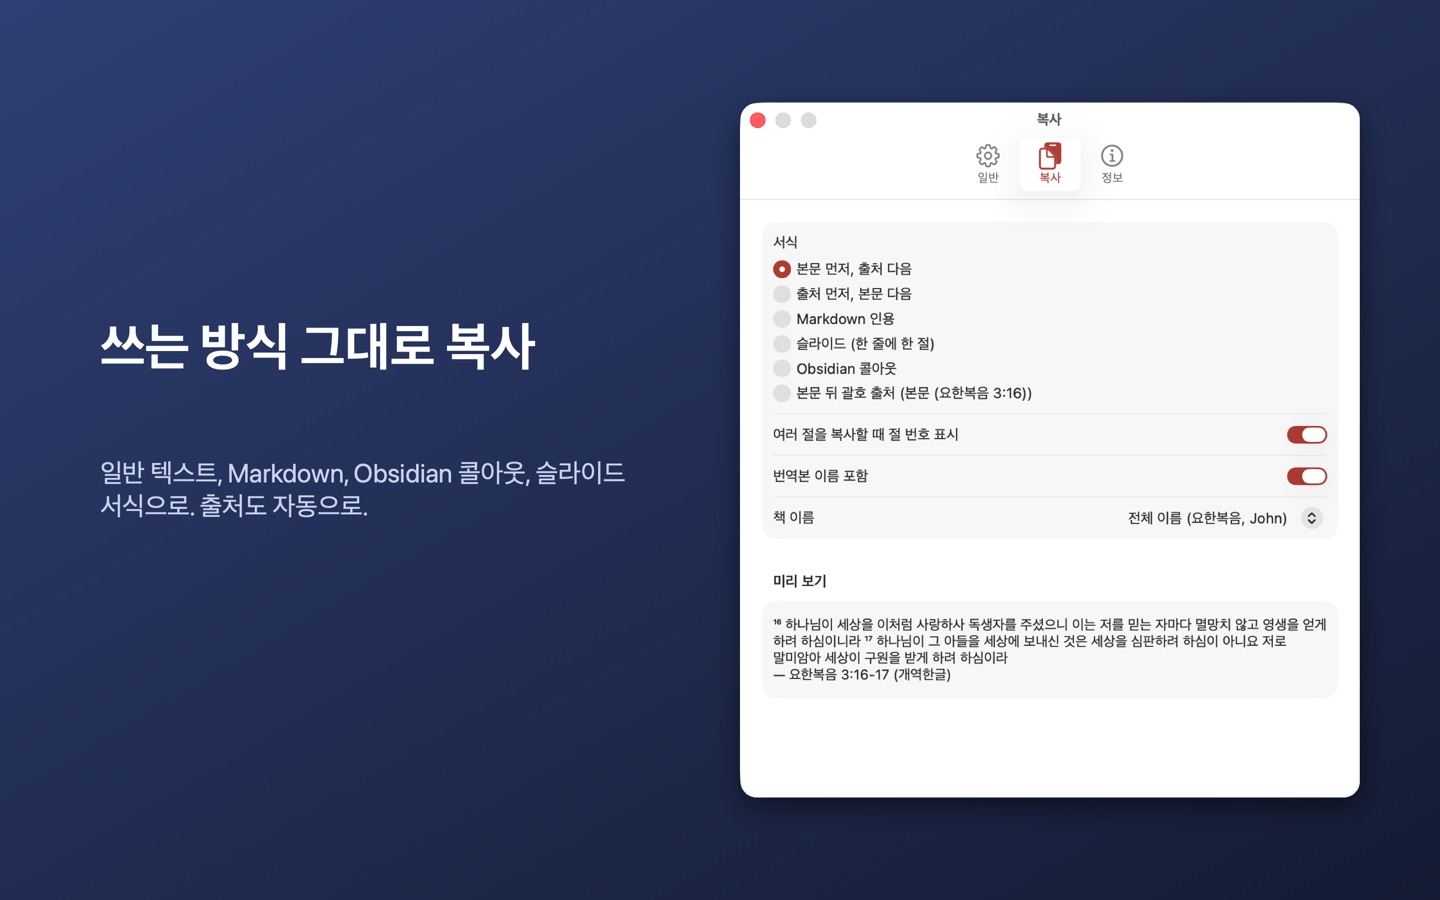 쓰는 방식 그대로 복사
일반 텍스트, Markdown, Obsidian 콜아웃, 슬라이드
서식으로. 출처도 자동으로.
복사
일반
복사
정보
서식
본문 먼저, 출처 다음
출처 먼저, 본문 다음
Markdown 인용
슬라이드 (한 줄에 한 절)
Obsidian 콜아웃
본문 뒤 괄호 출처 (본문 (요한복음 3:16))
여러 절을 복사할 때 절 번호 표시
번역본 이름 포함
책 이름
전체 이름 (요한복음, John)
미리 보기
¹⁶ 하나님이 세상을 이처럼 사랑하사 독생자를 주셨으니 이는 저를 믿는 자마다 멸망치 않고 영생을 얻게
하려 하심이니라 ¹⁷ 하나님이 그 아들을 세상에 보내신 것은 세상을 심판하려 하심이 아니요 저로
말미암아 세상이 구원을 받게 하려 하심이라
— 요한복음 3:16-17 (개역한글)